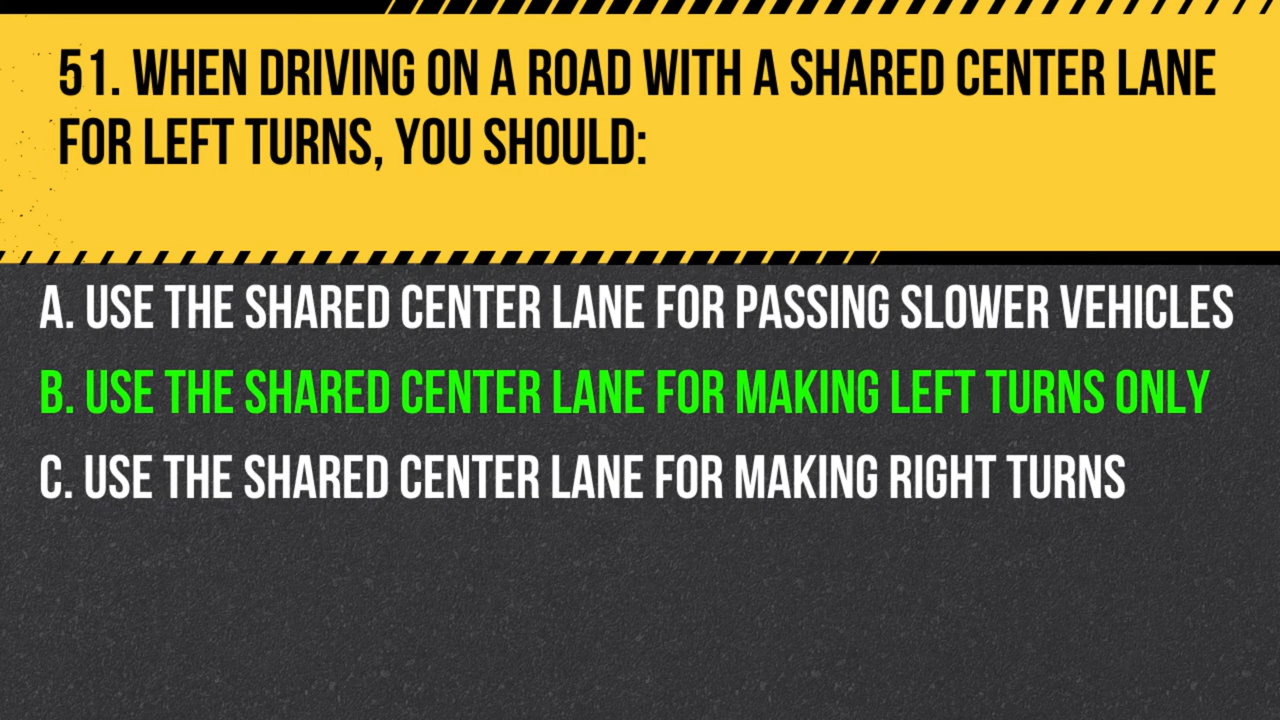 51. WHEN DRIVING ON A ROAD WITH A SHARED CENTER LANE
FOR LEFT TURNS, YOU SHOULD:
A. USE THE SHARED CENTER LANE FOR PASSING SLOWER VEHICLES
B. USE THE SHARED CENTER LANE FOR MAKING LEFT TURNS ONLY
C. USE THE SHARED CENTER LANE FOR MAKING RIGHT TURNS